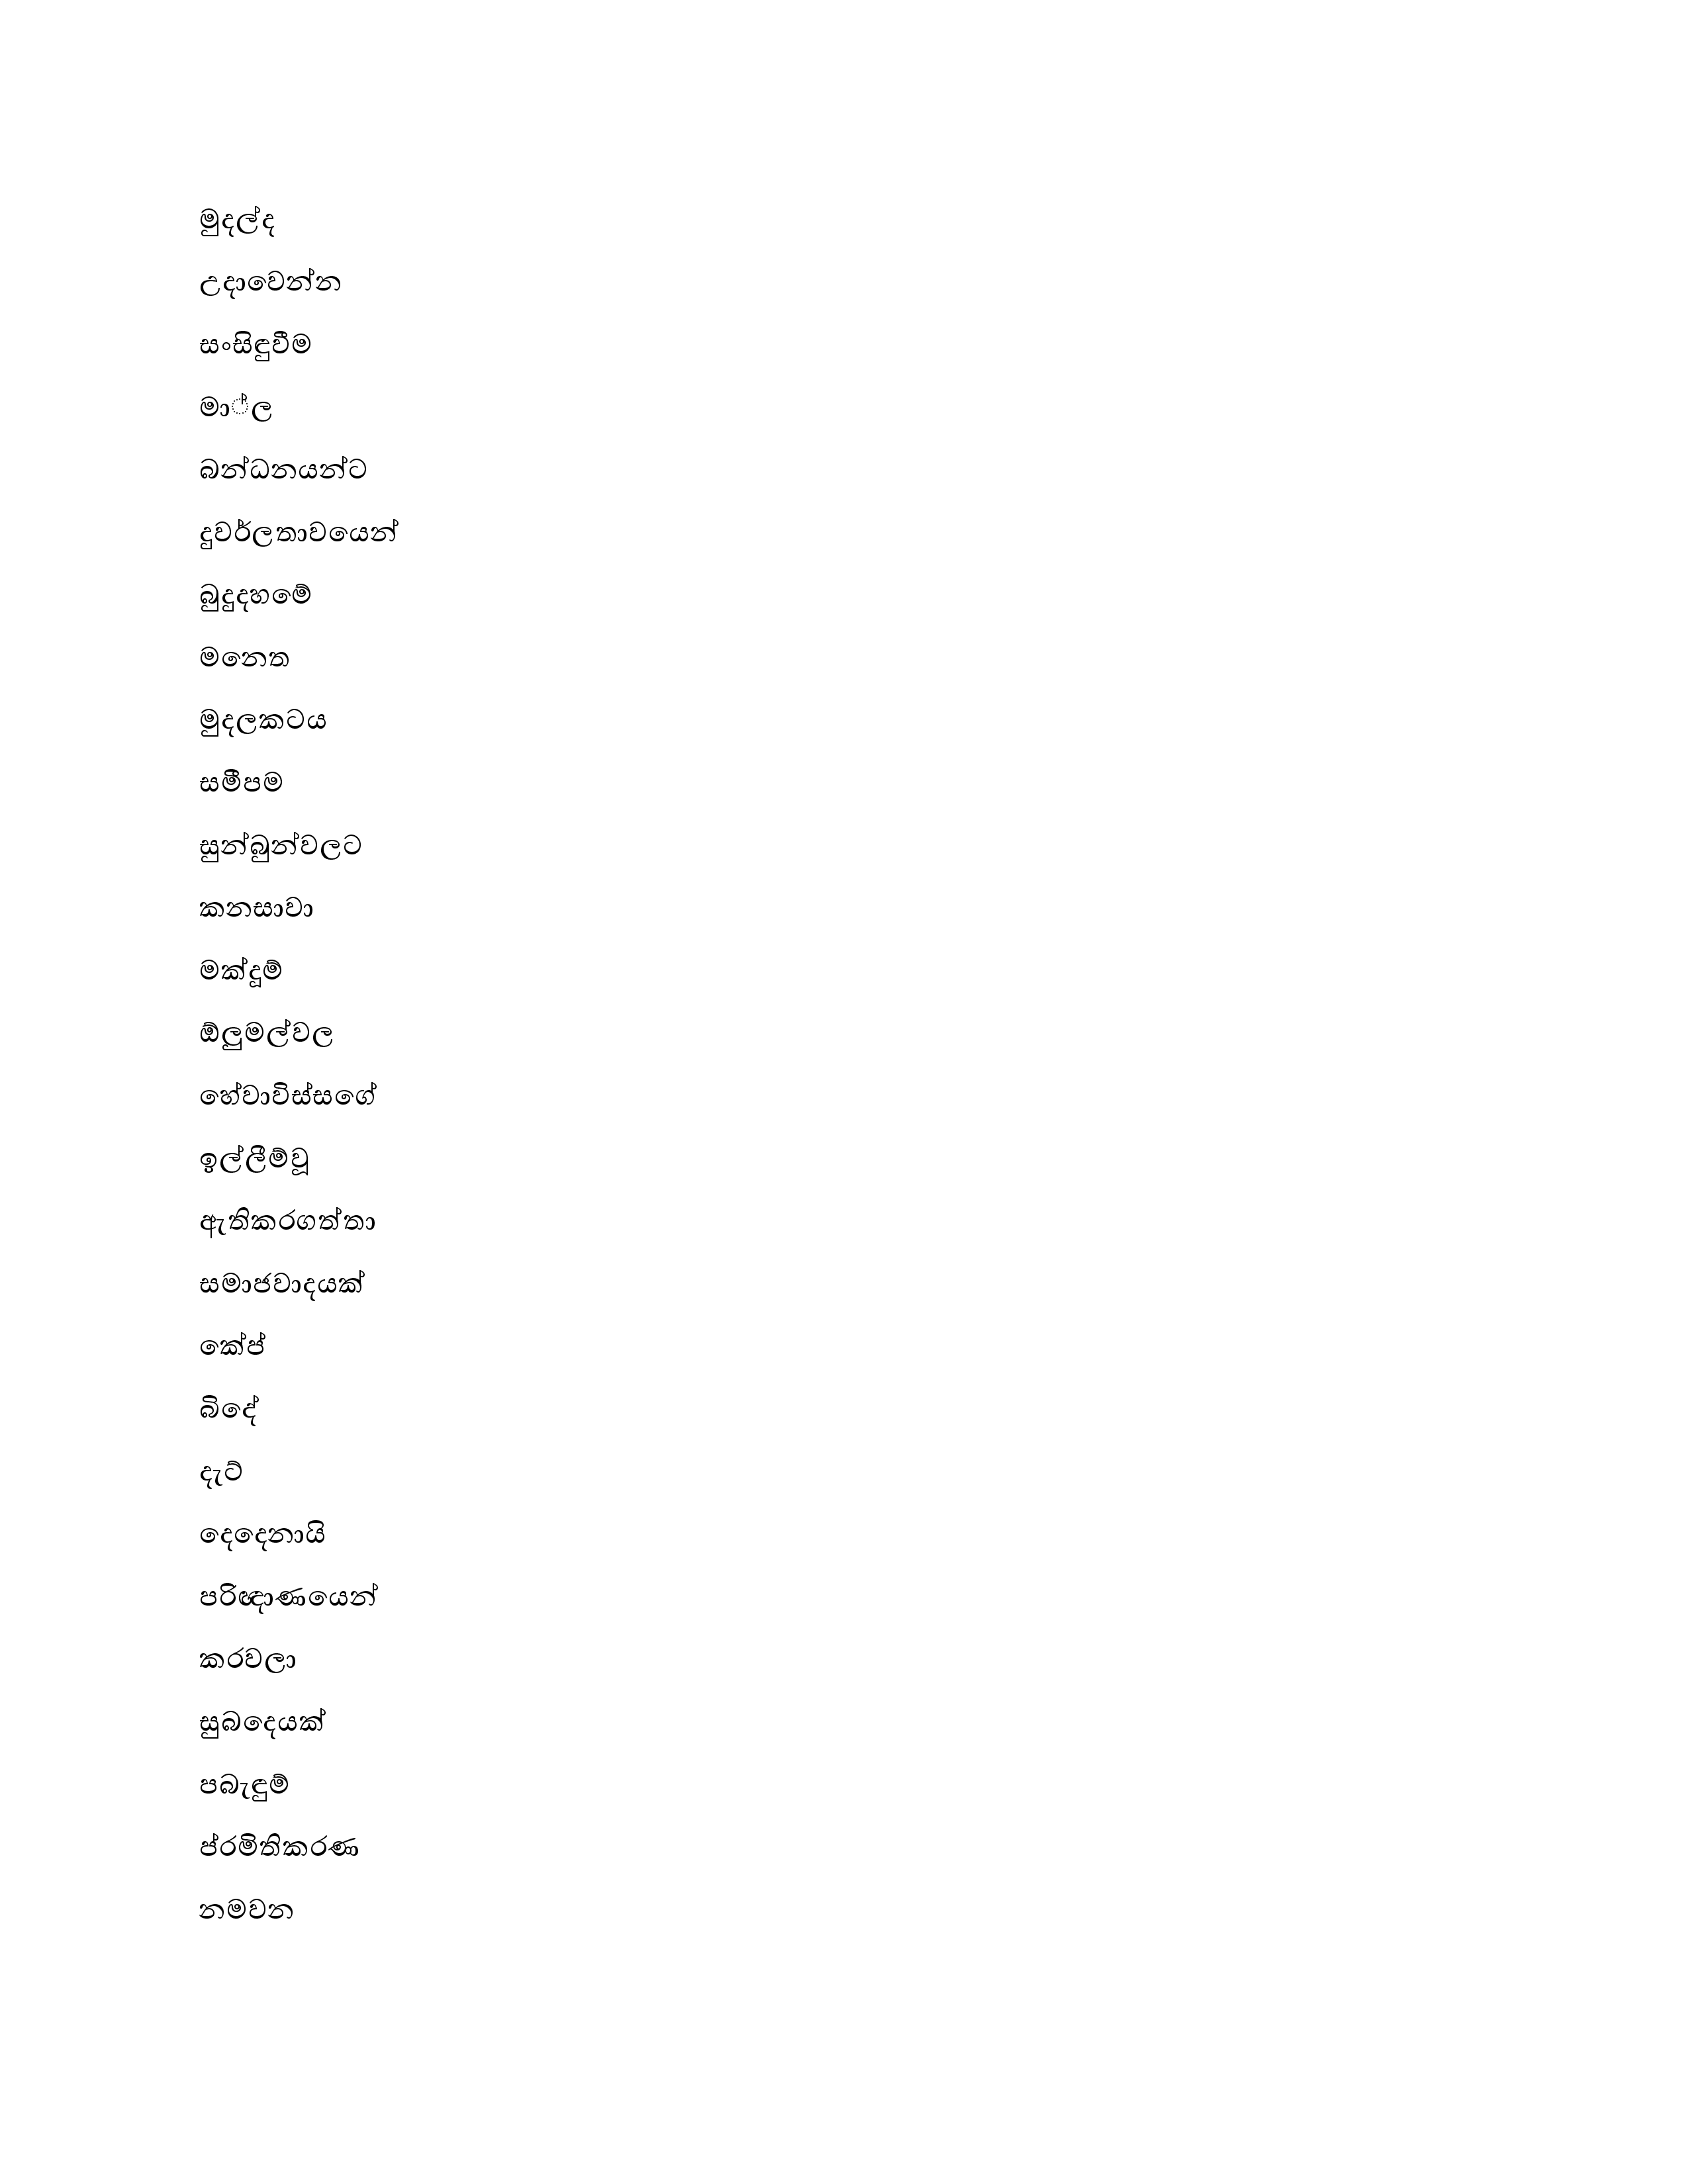 මුදල්ද
උදාවෙන්න
සංසිඳුවීම
මා්ල
බන්ධනයන්ට
දුවර්ලතාවයෙන්
බුදුදහමේ
මනෙත
මුදලකටය
සමීපම
සුන්බුන්වලට
කනසාවා
මක්දූම්
ඕලුමල්වල
හේවාවිස්සගේ
ඉල්ලීම්වූ
ඇතිකරගත්තා
සමාජවාදයක්
කේප්
බිදේ
දැට්
දෙදෙනායි
පරිඥාණයෙන්
කරවලා
සුබදෙයක්
පබැඳුම්
ප්රමිතිකරණ
නමවන